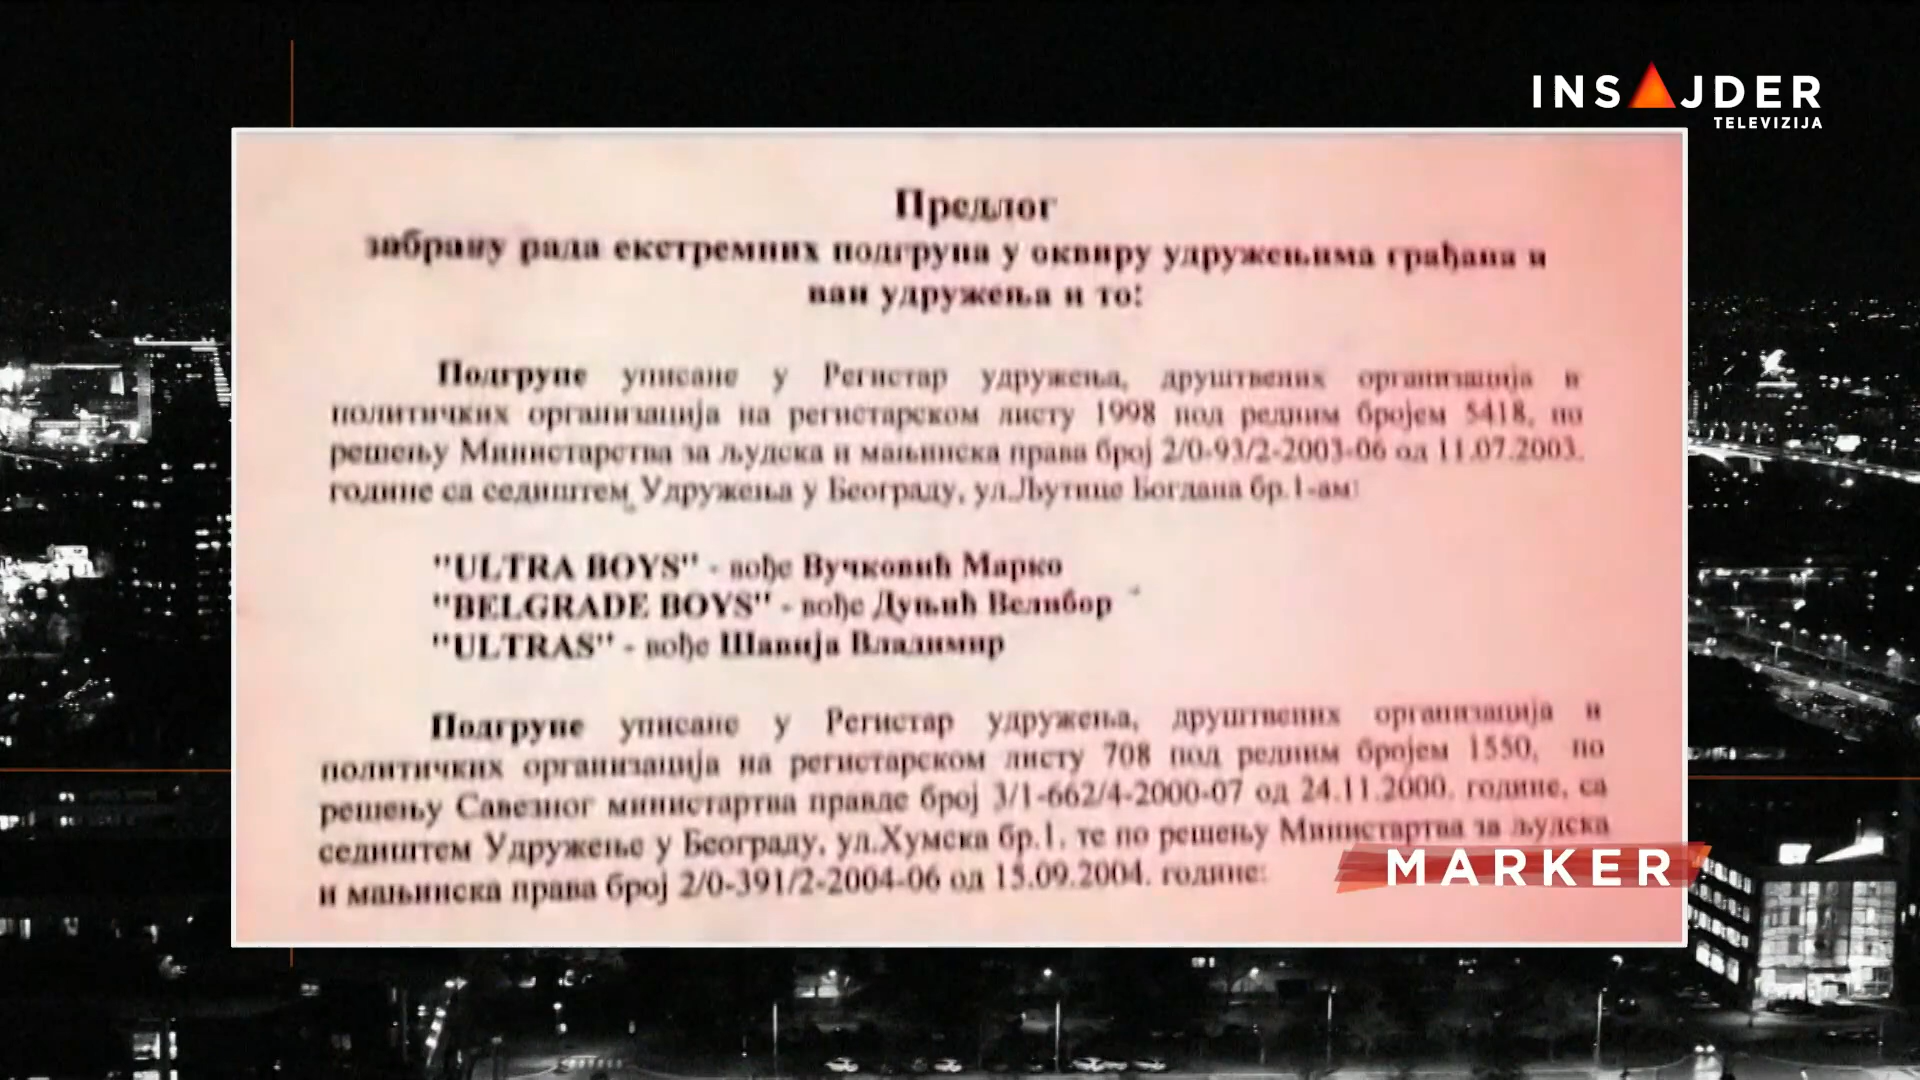 INSAJDER
TELEVIZIJA
Предлог
забрану рада екстремних подгрупа у оквиру удружењима грађана и
ван удружења и то:
Подгрупе уписане у Регистар удружења, друштвених организација и
политичких организација на регистарском листу 1998 под редним бројем 5418, по
решењу Министарства за људска и мањинска права број 2/0-93/2-2003-06 од 11.07.2003.
године са седиштем Удружења у Београду, ул.Љутице Богдана бр.1-ам:
"ULTRA BOYS" - вође Вучковић Марко
"BELGRADE BOYS" - вође Дуњић Велибор
"ULTRAS" - вође Шавија Владимир
Подгрупе уписане у Регистар удружења, друштвених организација и
политичких организација на регистарском листу 708 под редним бројем 1550, по
решењу Савезног министартва правде број 3/1-662/4-2000-07 од 24.11.2000. године, са
седиштем Удружење у Београду, ул.Хумска бр.1, те по решењу Министартва за људска
и мањинска права број 2/0-391/2-2004-06 од 15.09.2004. године:
MARKER